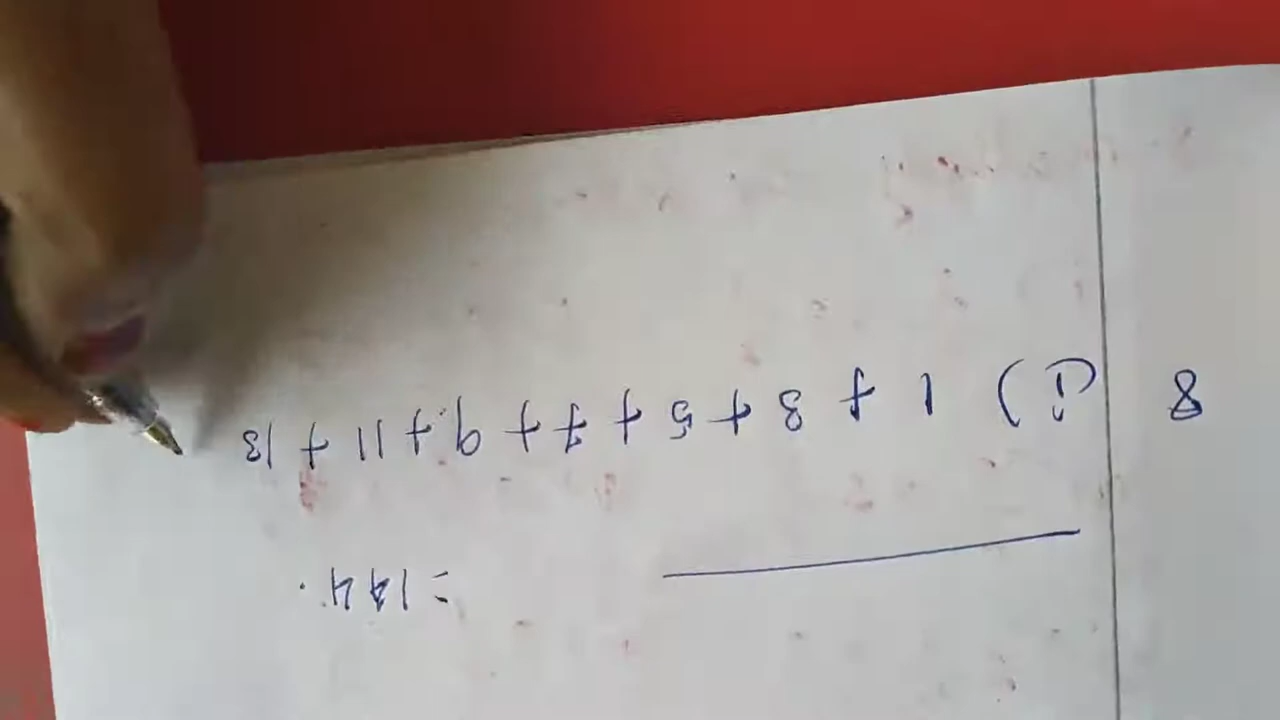 = 144.
8 (i) 1 + 3 + 5 + 7 + 9 + 11 + 13